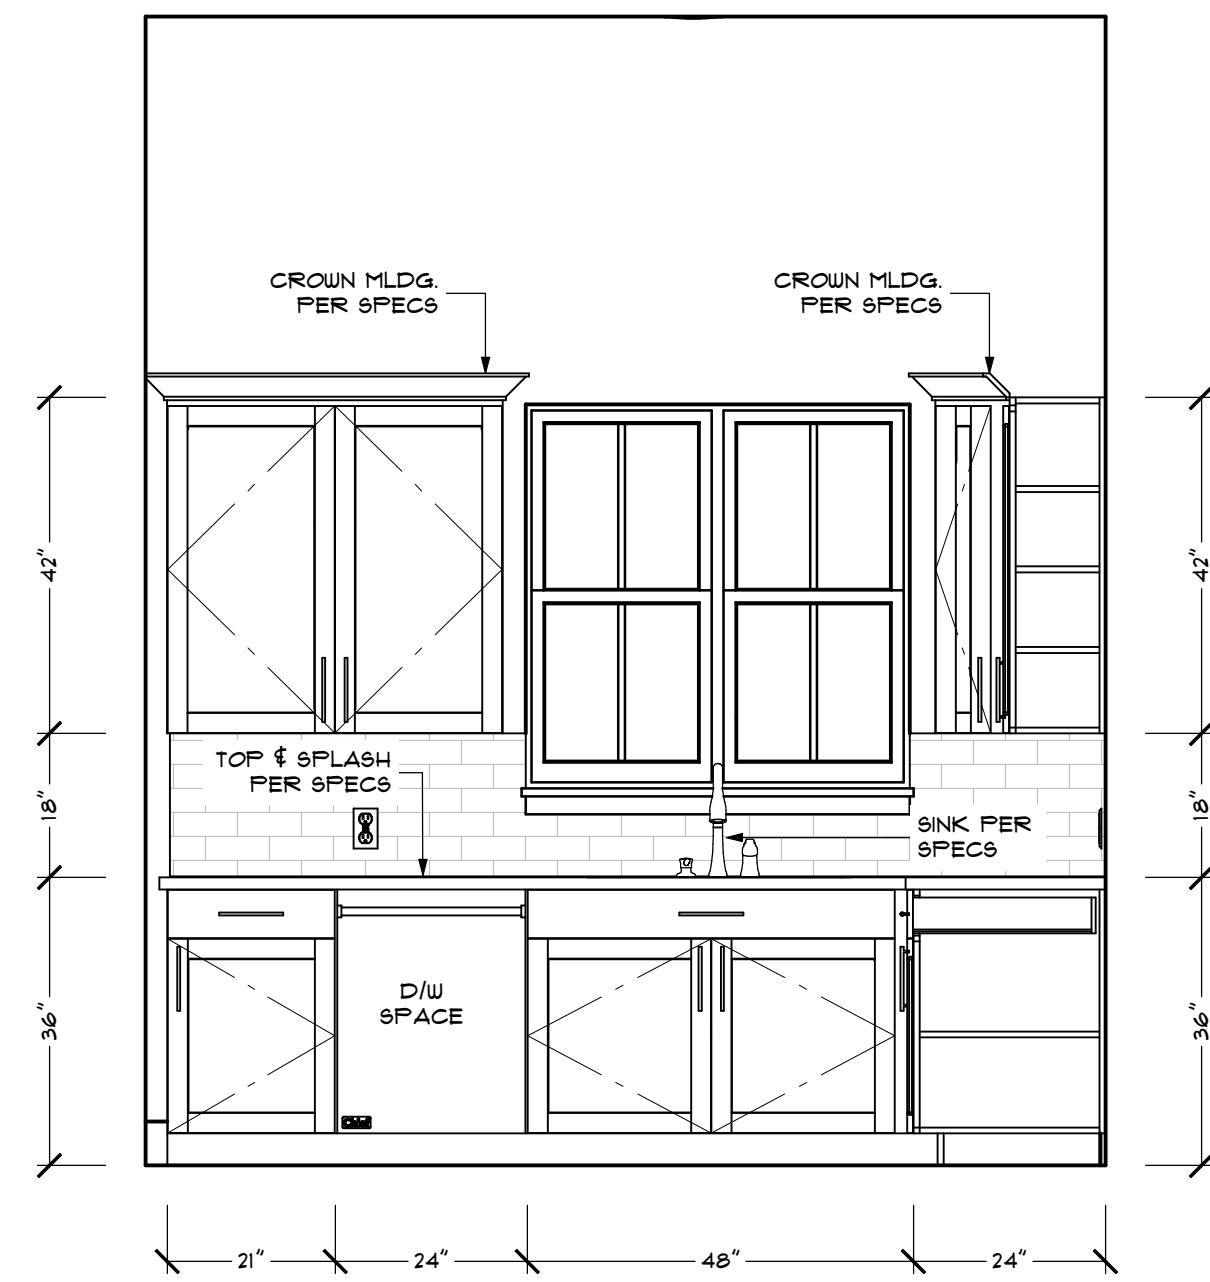 CROWN MLDG.
PER SPECS
CROWN MLDG.
PER SPECS
42"
42"
TOP & SPLASH
PER SPECS
18"
18"
SINK PER
SPECS
D/W
SPACE
36"
36"
Chief
21"
24"
48"
24"